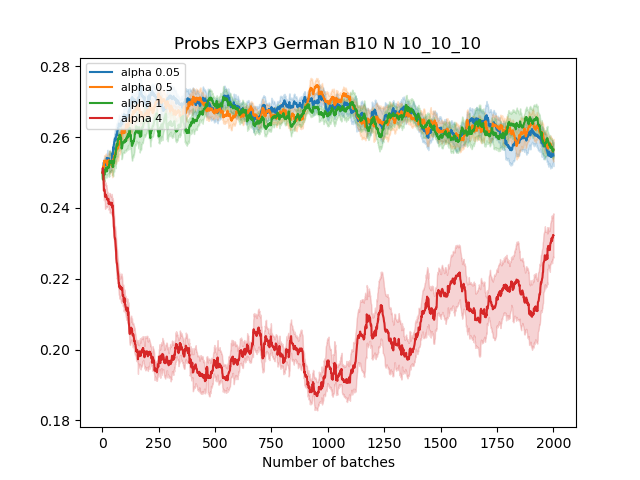 Probs EXP3 German B10 N 10_10_10
0.28
0.26
0.24
0.22
0.20
0.18
alpha 0.05
alpha 0.5
alpha 1
alpha 4
0 250 500 750 1000 1250 1500 1750 2000
Number of batches